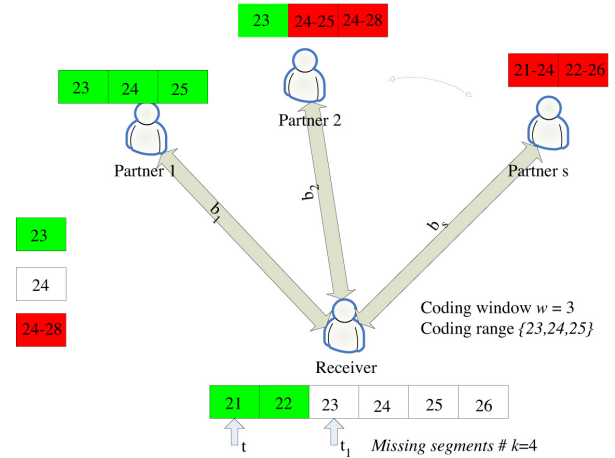 23 24-25 24-28
23 24 25
21-24 22-26
Partner 2
Partner 1
Partner s
b1
b2
bs
23
24
24-28
Coding window w = 3
Coding range {23,24,25}
Receiver
21 22 23 24 25 26
t t1 Missing segments # k=4